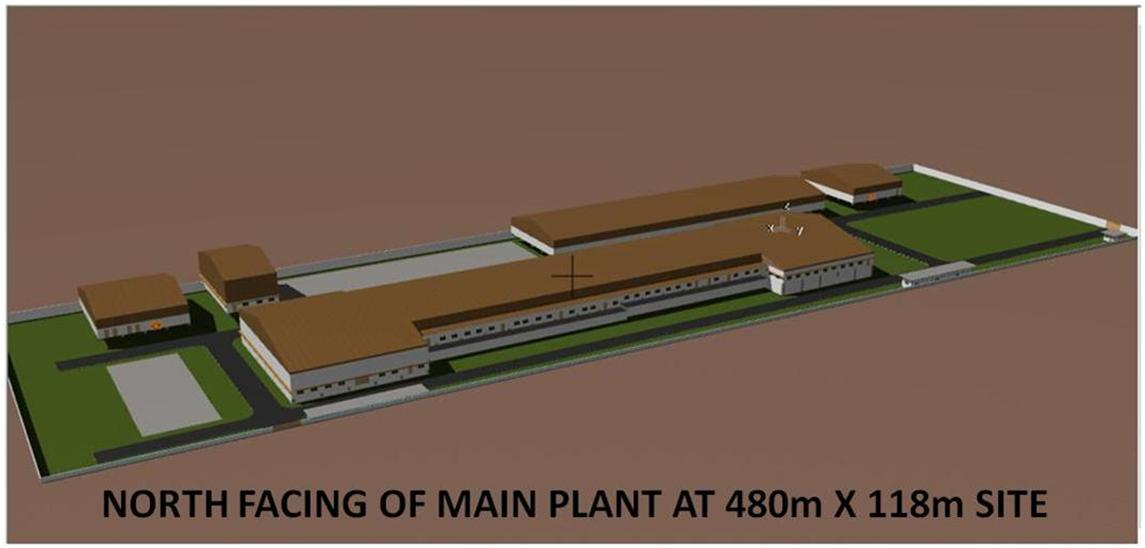 z
x y
NORTH FACING OF MAIN PLANT AT 480m X 118m SITE